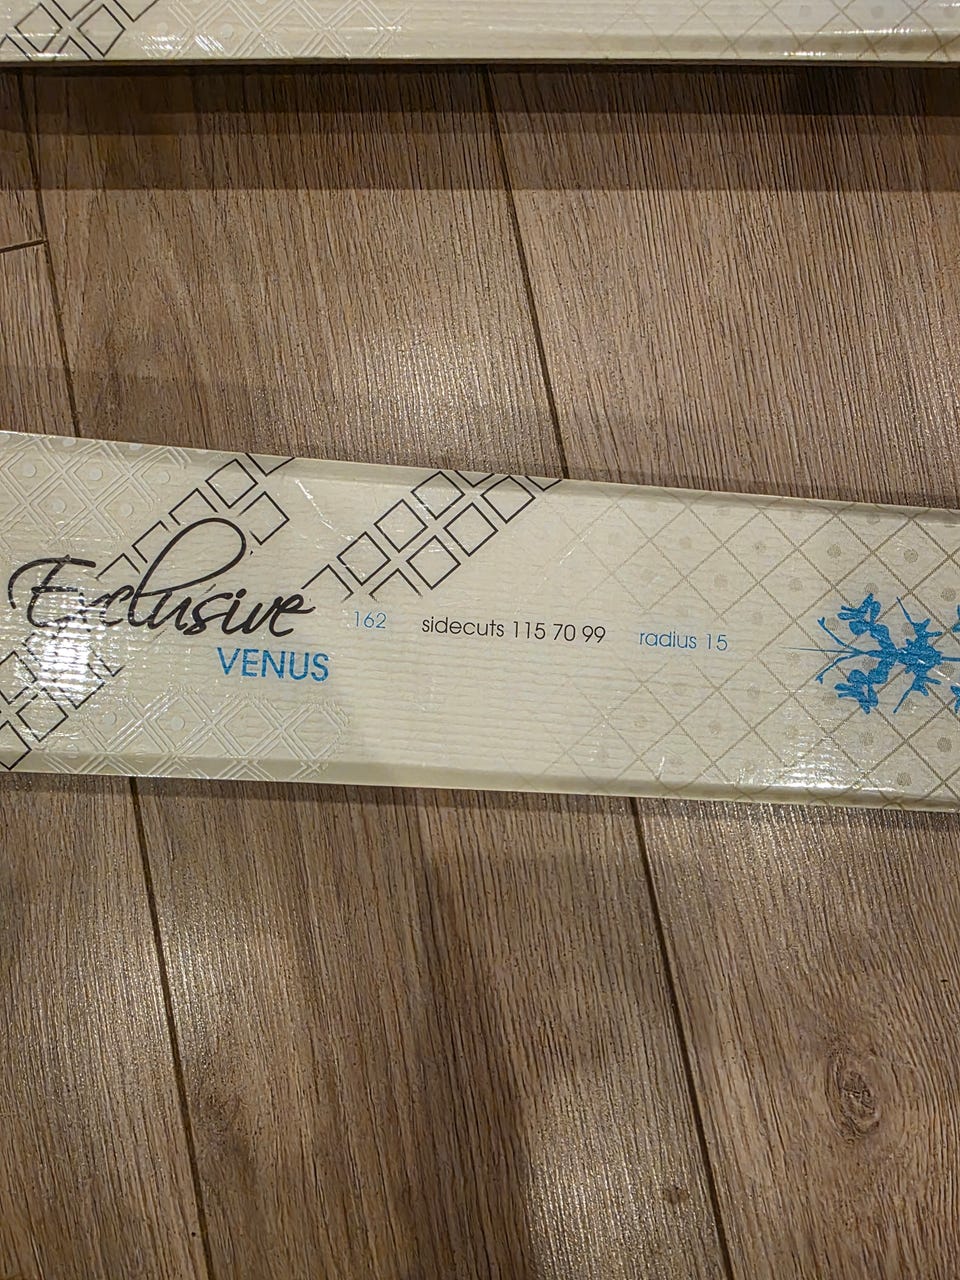 Exclusive
VENUS
162 sidecuts 115 70 99 radius 15